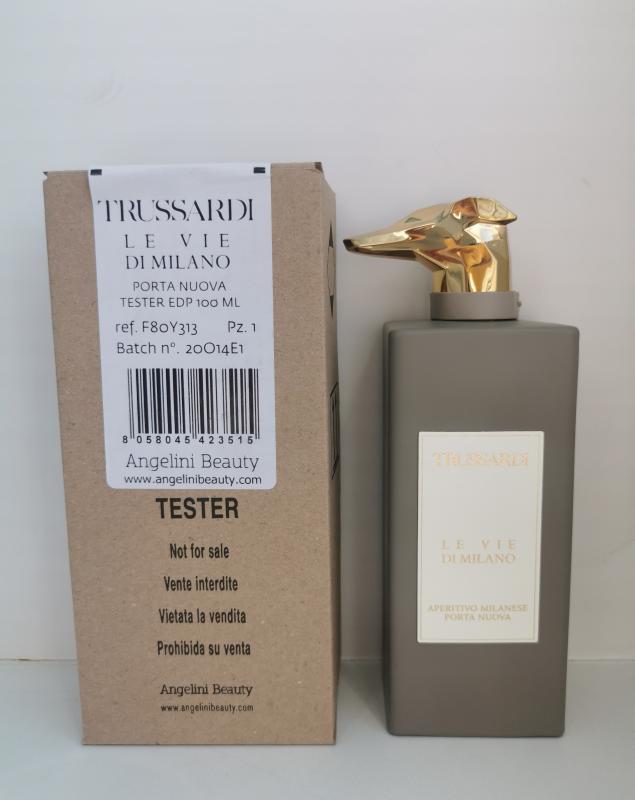 TRUSSARDI
LE VIE
DI MILANO
PORTA NUOVA
TESTER EDP 100 ML
ref. F80Y313 Pz. 1
Batch n°. 20O14E1
8 058045 423515
Angelini Beauty
www.angelinibeauty.com
TESTER
Not for sale
Vente interdite
Vietata la vendita
Prohibida su venta
Angelini Beauty
www.angelinibeauty.com
TRUSSARDI
LE VIE
DI MILANO
APERITIVO MILANESE
PORTA NUOVA